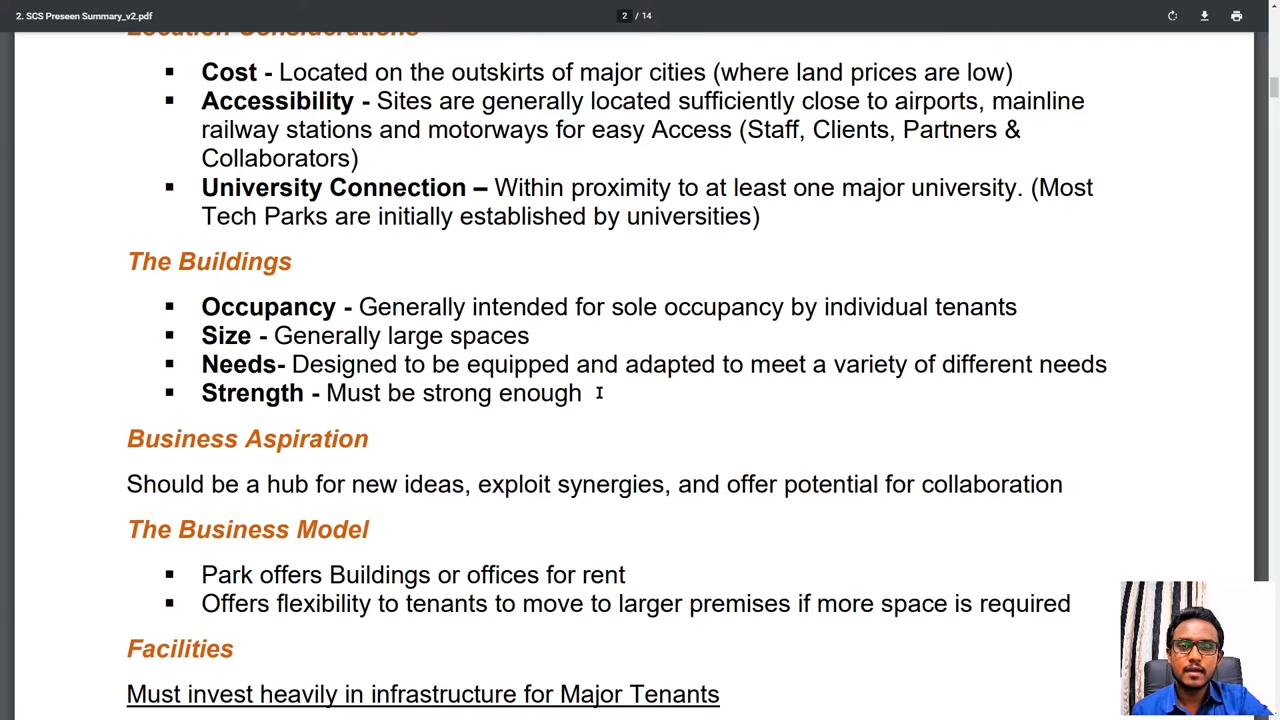 2. SCS Preseen Summary_v2.pdf
2 / 14
Location Considerations
▪ Cost - Located on the outskirts of major cities (where land prices are low)
▪ Accessibility - Sites are generally located sufficiently close to airports, mainline
railway stations and motorways for easy Access (Staff, Clients, Partners &
Collaborators)
▪ University Connection – Within proximity to at least one major university. (Most
Tech Parks are initially established by universities)
The Buildings
▪ Occupancy - Generally intended for sole occupancy by individual tenants
▪ Size - Generally large spaces
▪ Needs- Designed to be equipped and adapted to meet a variety of different needs
▪ Strength - Must be strong enough
Business Aspiration
Should be a hub for new ideas, exploit synergies, and offer potential for collaboration
The Business Model
▪ Park offers Buildings or offices for rent
▪ Offers flexibility to tenants to move to larger premises if more space is required
Facilities
Must invest heavily in infrastructure for Major Tenants